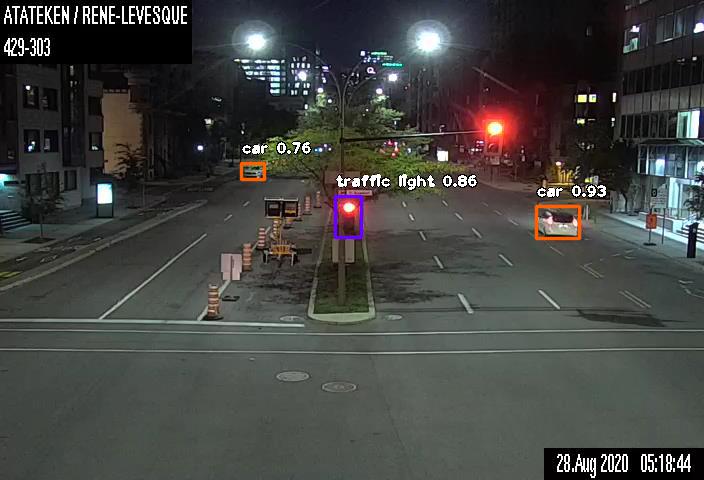 ATATEKEN / RENE-LEVESQUE
429-303
car 0.76
traffic light 0.86
car 0.93
28.Aug 2020 05:18:44